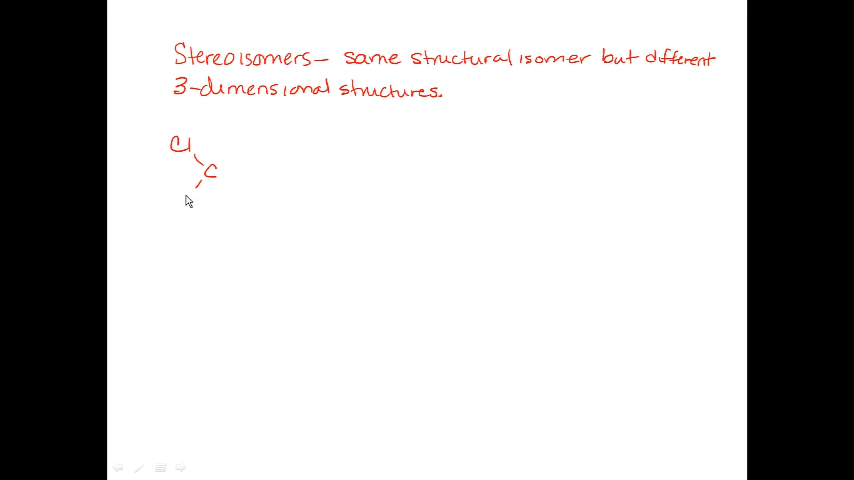 Stereoisomers- same structural isomer but different
3-dimensional structures.
Cl
C